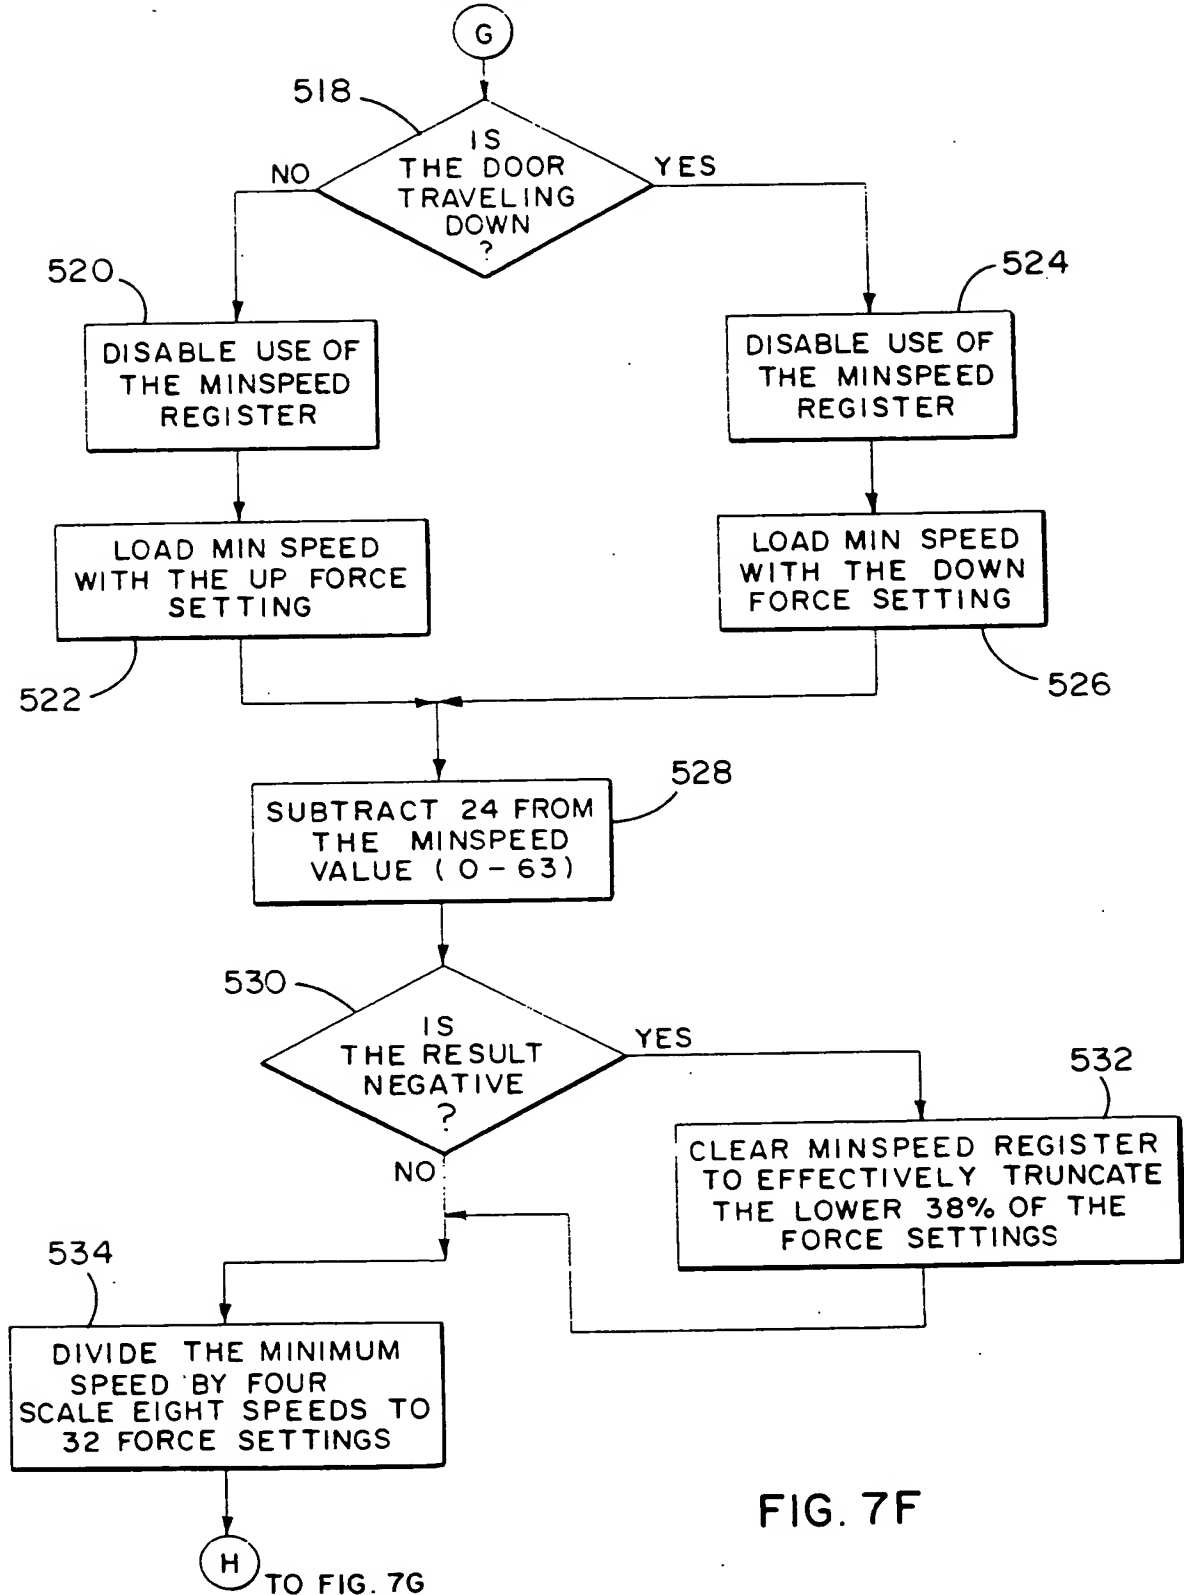 G
518
IS
THE DOOR
TRAVELING
DOWN
?
NO
YES
520
524
DISABLE USE OF
THE MINSPEED
REGISTER
DISABLE USE OF
THE MINSPEED
REGISTER
LOAD MIN SPEED
WITH THE UP FORCE
SETTING
LOAD MIN SPEED
WITH THE DOWN
FORCE SETTING
522
526
528
SUBTRACT 24 FROM
THE MINSPEED
VALUE (0-63)
530
IS
THE RESULT
NEGATIVE
?
YES
NO
532
CLEAR MINSPEED REGISTER
TO EFFECTIVELY TRUNCATE
THE LOWER 38% OF THE
FORCE SETTINGS
534
DIVIDE THE MINIMUM
SPEED BY FOUR
SCALE EIGHT SPEEDS TO
32 FORCE SETTINGS
FIG. 7F
H
TO FIG. 7G